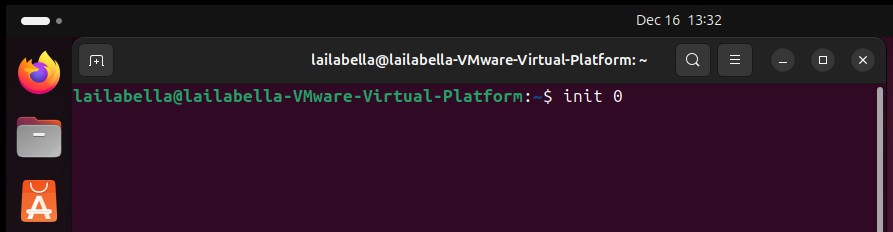 Dec 16 13:32
lailabella@lailabella-VMware-Virtual-Platform: ~
lailabella@lailabella-VMware-Virtual-Platform:~$ init 0